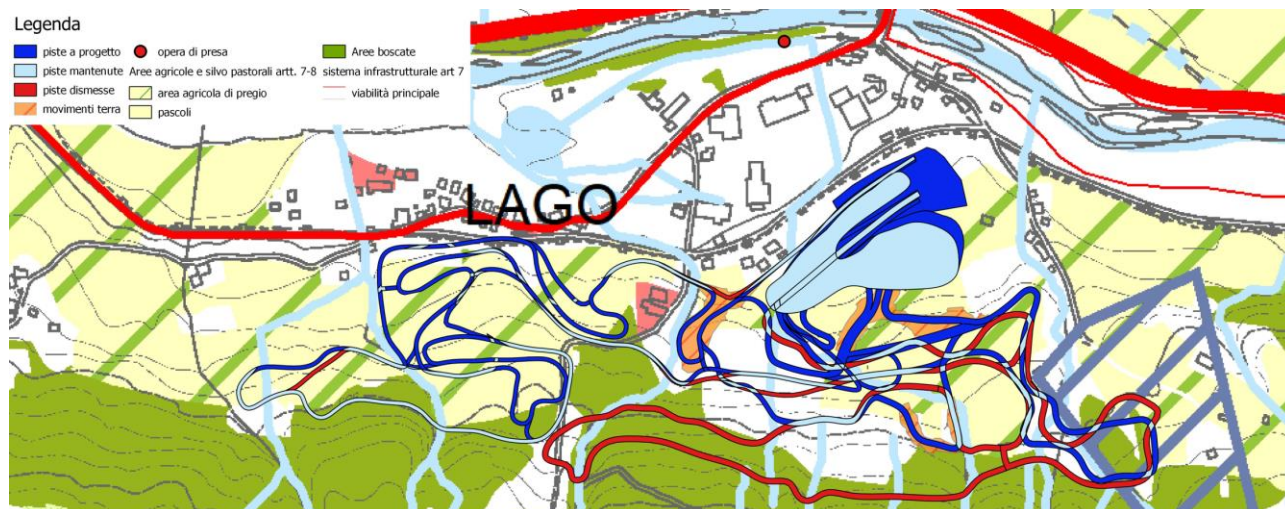 Legenda
piste a progetto
opera di presa
Aree boscate
piste mantenute
Aree agricole e silvo pastorali artt. 7-8
sistema infrastrutturale art 7
piste dismesse
area agricola di pregio
viabilità principale
movimenti terra
pascoli
LAGO